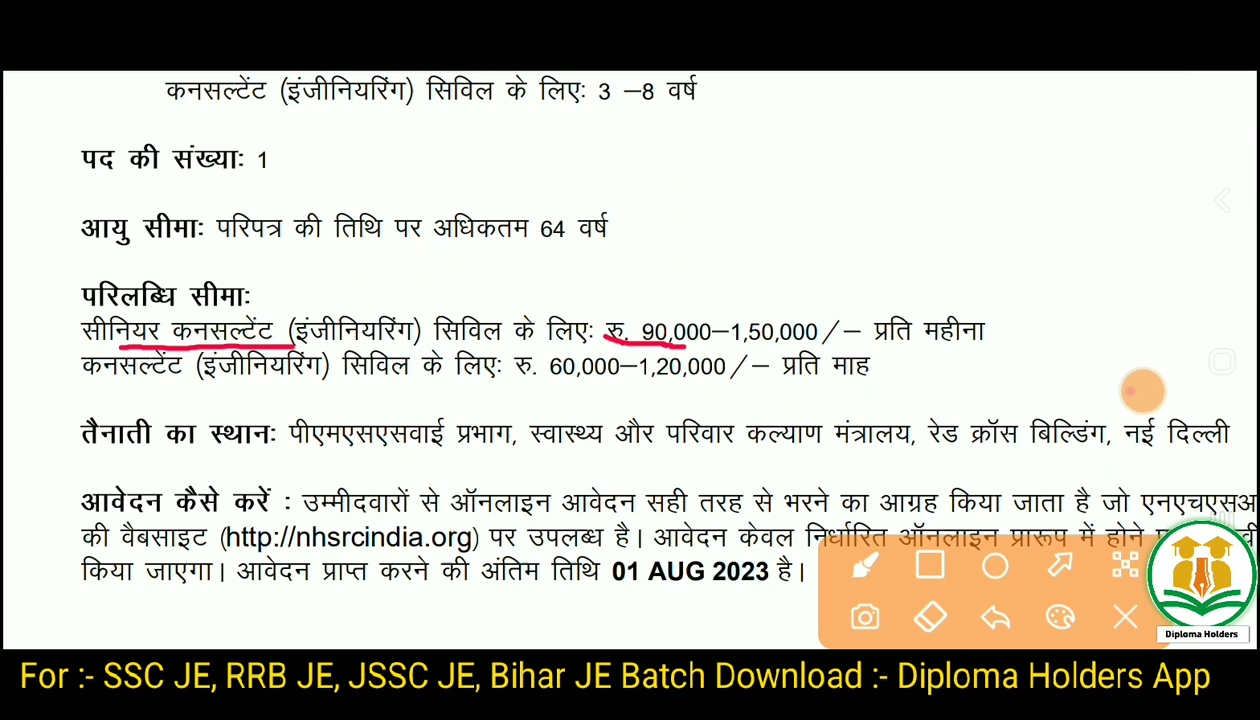 कनसल्टेंट (इंजीनियरिंग) सिविल के लिए: 3 –8 वर्ष
पद की संख्या: 1
आयु सीमा: परिपत्र की तिथि पर अधिकतम 64 वर्ष
परिलब्धि सीमा:
सीनियर कनसल्टेंट (इंजीनियरिंग) सिविल के लिए: रु. 90,000–1,50,000 /– प्रति महीना
कनसल्टेंट (इंजीनियरिंग) सिविल के लिए: रु. 60,000–1,20,000 /– प्रति माह
तैनाती का स्थान: पीएमएसएसवाई प्रभाग, स्वास्थ्य और परिवार कल्याण मंत्रालय, रेड क्रॉस बिल्डिंग, नई दिल्ली
आवेदन कैसे करें : उम्मीदवारों से ऑनलाइन आवेदन सही तरह से भरने का आग्रह किया जाता है जो एनएचएसअ
की वैबसाइट (http://nhsrcindia.org) पर उपलब्ध है। आवेदन केवल निर्धारित ऑनलाइन प्रारूप में होने
किया जाएगा। आवेदन प्राप्त करने की अंतिम तिथि 01 AUG 2023 है।
Diploma Holders
For :- SSC JE, RRB JE, JSSC JE, Bihar JE Batch Download :- Diploma Holders App